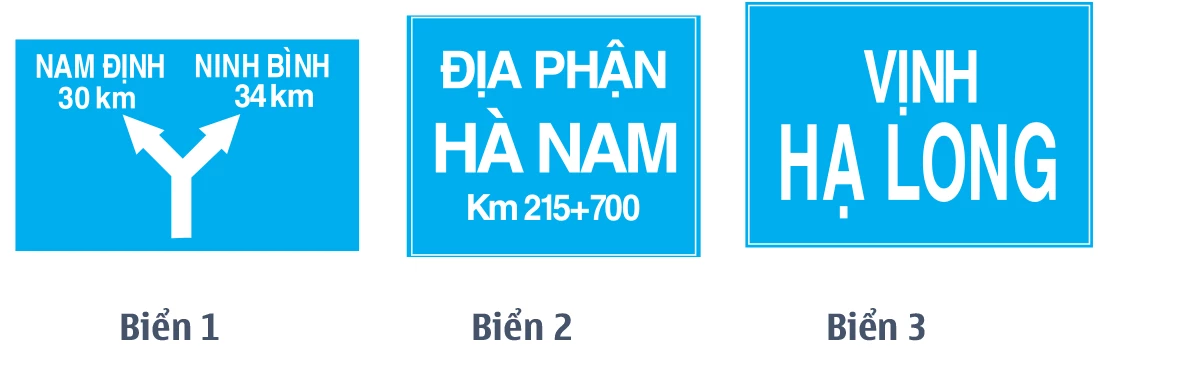 NAM ĐỊNH
30 km
NINH BÌNH
34 km
ĐỊA PHẬN
HÀ NAM
Km 215+700
VỊNH
HẠ LONG
Biển 1
Biển 2
Biển 3